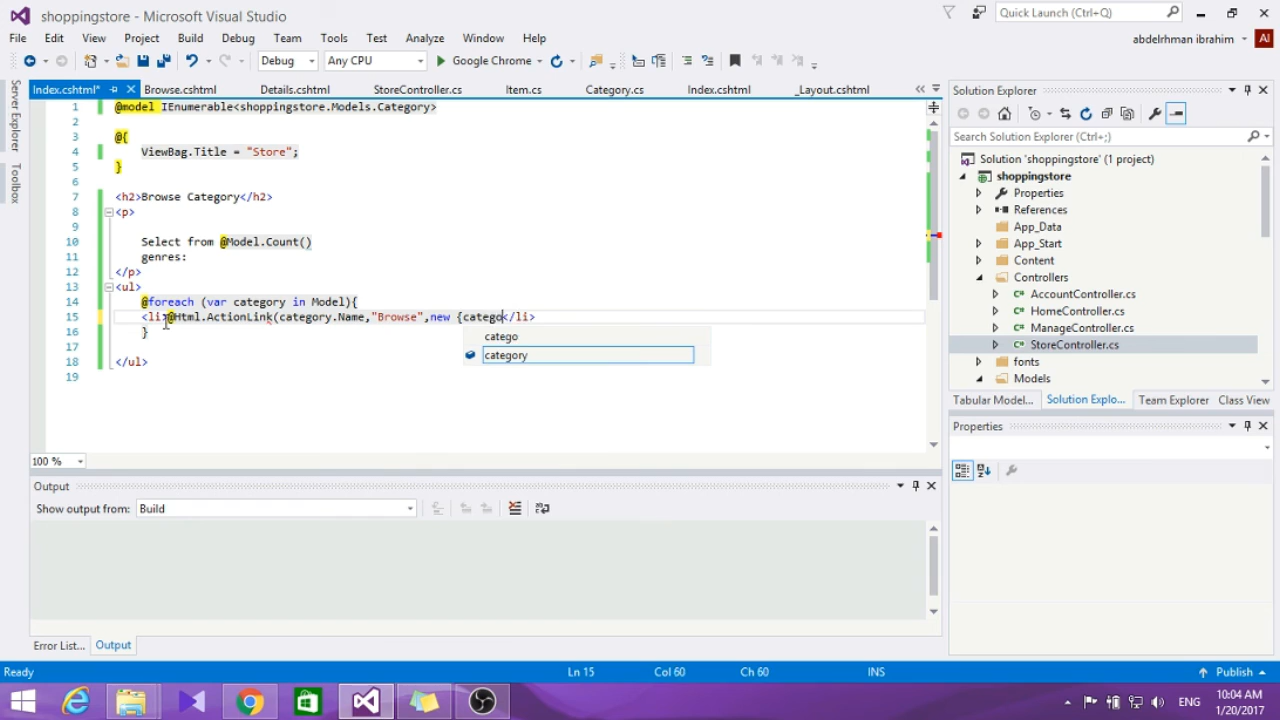 shoppingstore - Microsoft Visual Studio
Quick Launch (Ctrl+Q)
File Edit View Project Build Debug Team Tools Test Analyze Window Help
abdelrhman ibrahim AI
Debug Any CPU Google Chrome
Index.cshtml* Browse.cshtml Details.cshtml StoreController.cs Item.cs Category.cs Index.cshtml _Layout.cshtml
Server Explorer
Toolbox
1 @model IEnumerable<shoppingstore.Models.Category>
2
3 @{
4 ViewBag.Title = "Store";
5 }
6
7 <h2>Browse Category</h2>
8 <p>
9
10 Select from @Model.Count()
11 genres:
12 </p>
13 <ul>
14 @foreach (var category in Model){
15 <li>@Html.ActionLink(category.Name,"Browse",new {catego</li>
16 }
17
18 </ul>
19
catego
category
100 %
Output
Show output from: Build
Error List... Output
Solution Explorer
Search Solution Explorer (Ctrl+;)
Solution 'shoppingstore' (1 project)
shoppingstore
Properties
References
App_Data
App_Start
Content
Controllers
AccountController.cs
HomeController.cs
ManageController.cs
StoreController.cs
fonts
Models
Tabular Model... Solution Explo... Team Explorer Class View
Properties
Ready Ln 15 Col 60 Ch 60 INS Publish
ENG
10:04 AM
1/20/2017